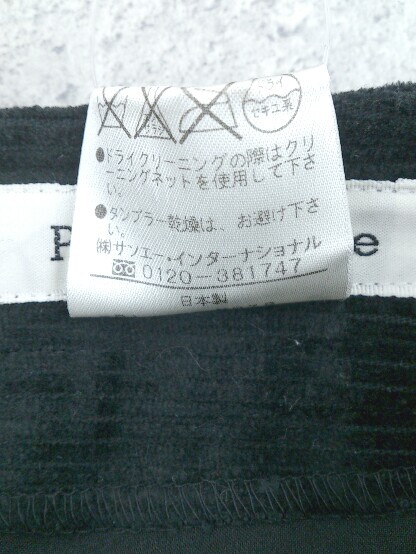 ドライ
セキユ系
●ドライクリーニングの際はクリ
ーニングネットを使用して下さ
い。
●タンブラー乾燥は、お避け下さ
い。
㈱サンエー・インターナショナル
0120-381747
日本製
P
e